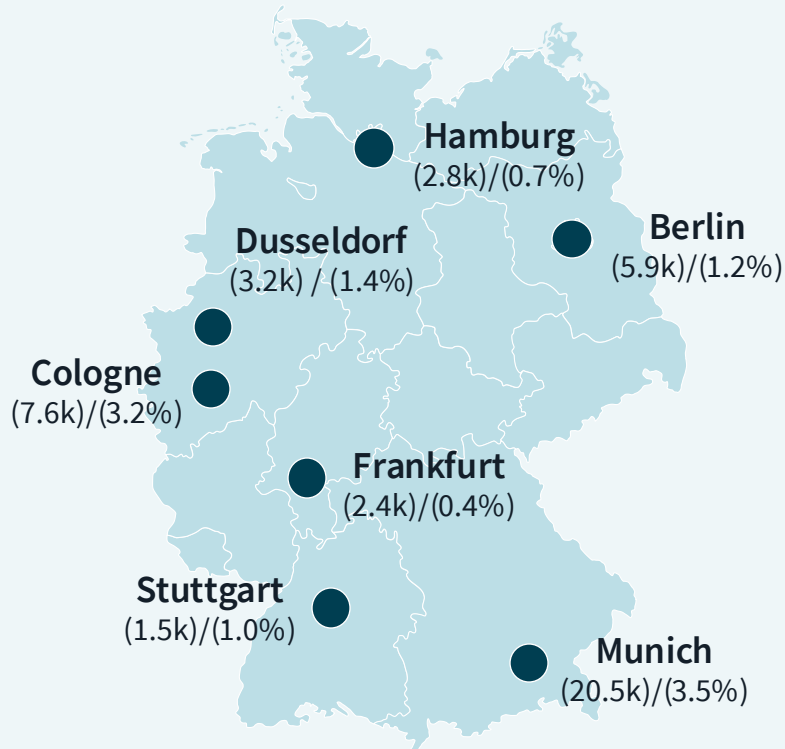 Hamburg
(2.8k)/(0.7%)
Berlin
(5.9k)/(1.2%)
Dusseldorf
(3.2k) / (1.4%)
Cologne
(7.6k)/(3.2%)
Frankfurt
(2.4k)/(0.4%)
Stuttgart
(1.5k)/(1.0%)
Munich
(20.5k)/(3.5%)